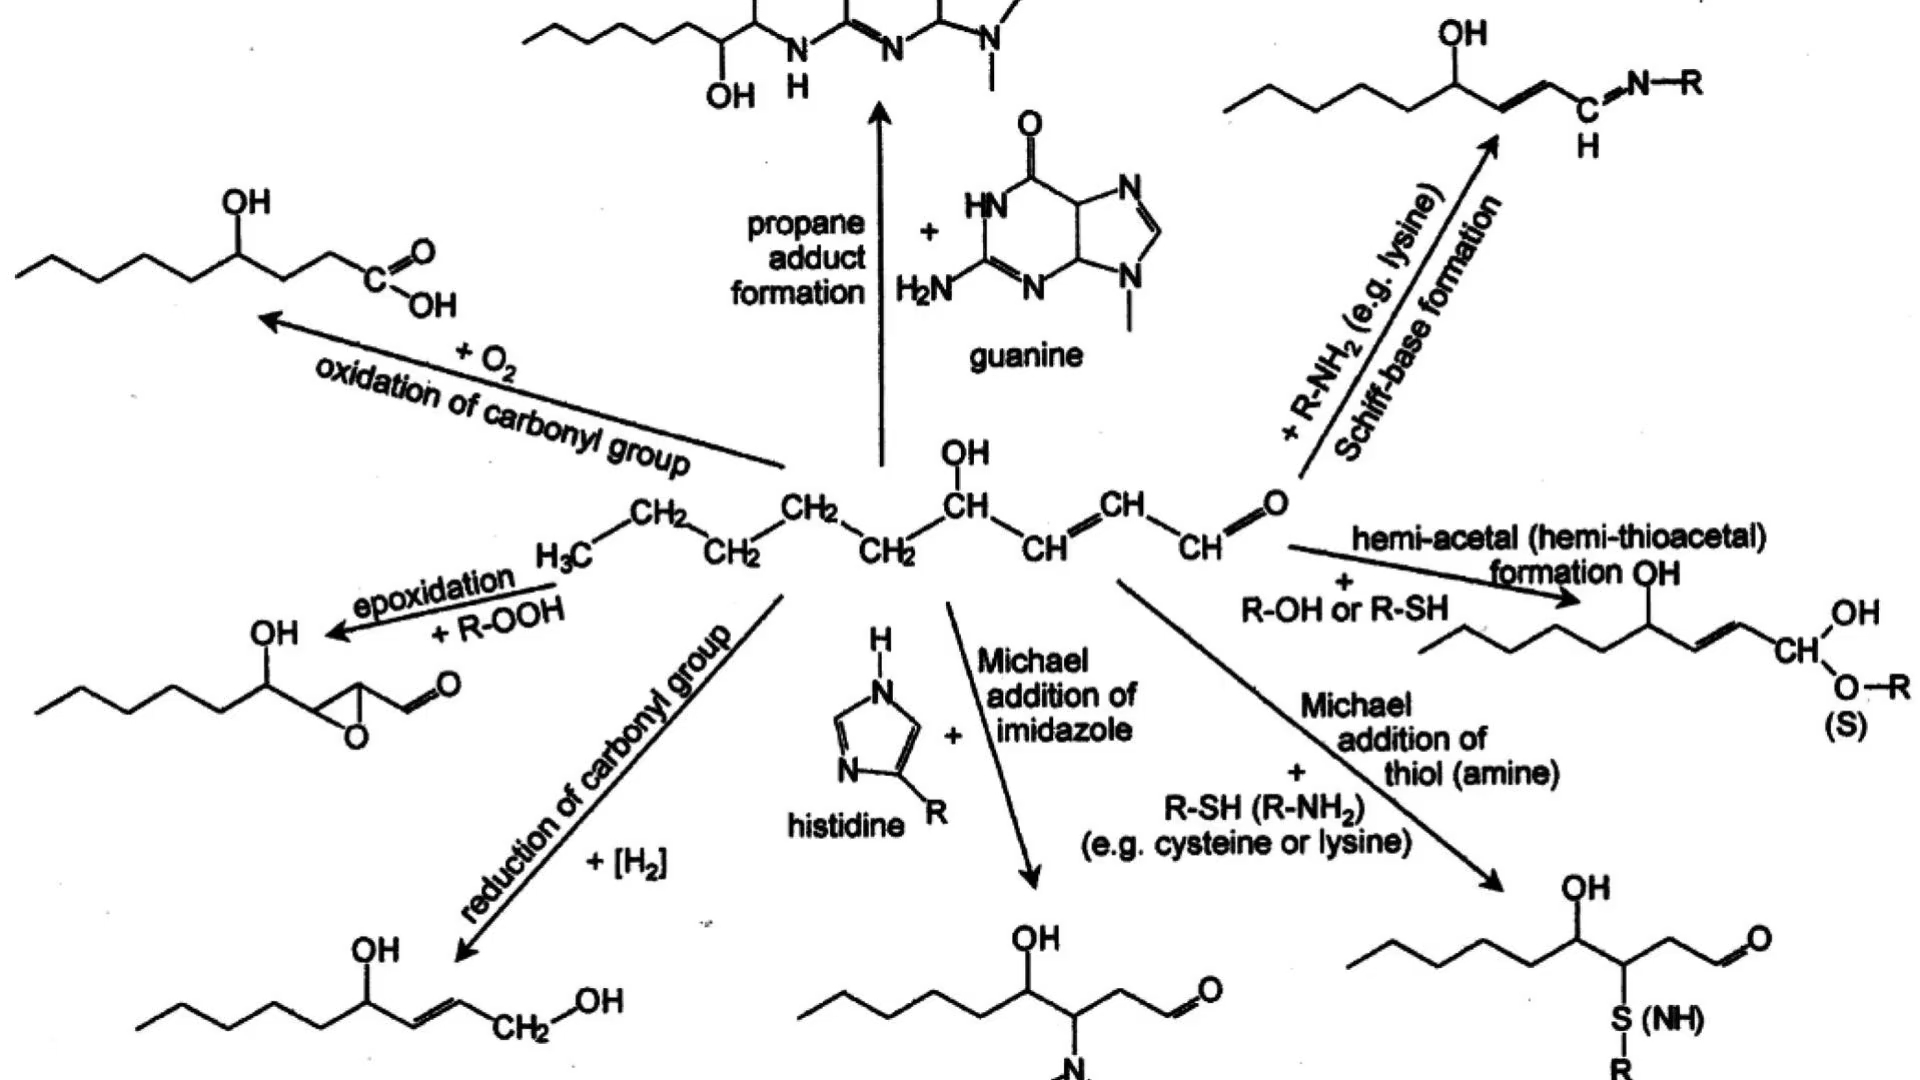 N
H
N
N
OH
OH
N—R
C
H
OH
O
C
OH
propane
adduct
formation
+
O
HN
N
H₂N
N
N
guanine
+ R-NH₂ (e.g. lysine)
Schiff-base formation
+ O₂
oxidation of carbonyl group
OH
H₃C
CH₂
CH₂
CH₂
CH₂
CH
CH
CH
CH
O
hemi-acetal (hemi-thioacetal)
formation
+
R-OH or R-SH
OH
OH
CH
O—R
(S)
epoxidation
+ R-OOH
OH
O
O
reduction of carbonyl group
+ [H₂]
H
N
N
R
histidine
+
Michael
addition of
imidazole
Michael
addition of
thiol (amine)
+
R-SH (R-NH₂)
(e.g. cysteine or lysine)
OH
OH
CH₂
OH
O
N
OH
O
S (NH)
R